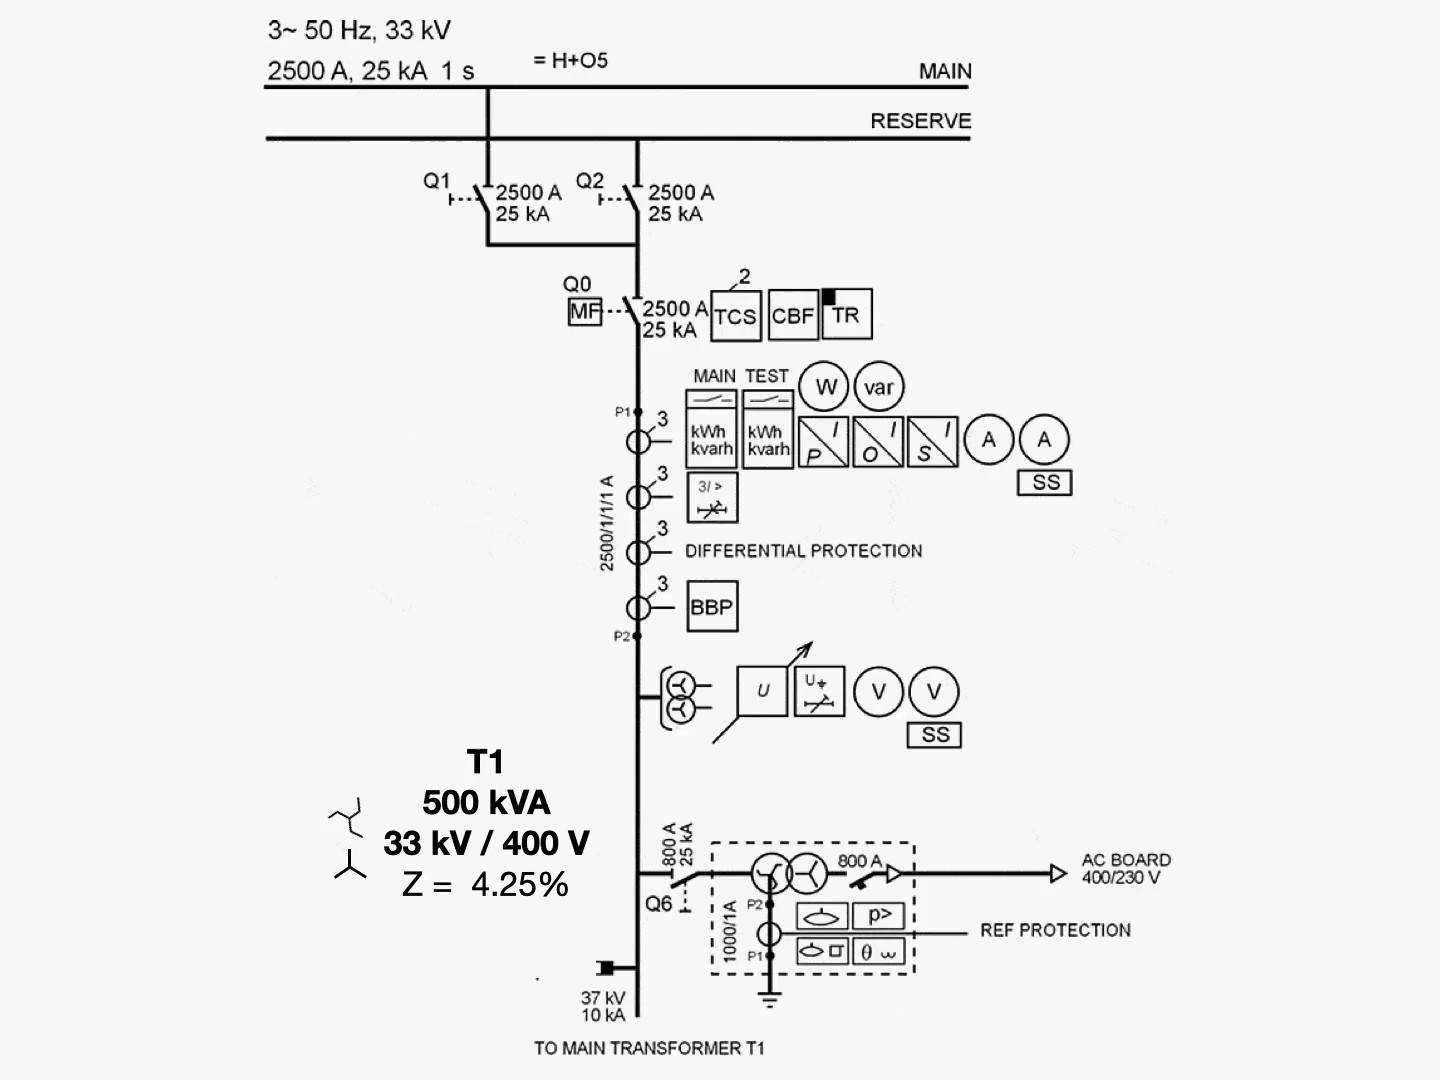 3~ 50 Hz, 33 kV
2500 A, 25 kA 1 s
= H+O5
MAIN
RESERVE
Q1
2500 A
25 kA
Q2
2500 A
25 kA
Q0
MF
2500 A
25 kA
2
TCS
CBF
TR
MAIN TEST
W
var
P1
3
kWh
kvarh
kWh
kvarh
I
P
I
O
I
S
A
A
SS
2500/1/1/1 A
3
3I >
3
DIFFERENTIAL PROTECTION
3
BBP
P2
U
U
V
V
SS
T1
500 kVA
33 kV / 400 V
Z = 4.25%
800 A
25 kA
Q6
800 A
AC BOARD
400/230 V
P2
1000/1A
p>
REF PROTECTION
P1
θ
37 kV
10 kA
TO MAIN TRANSFORMER T1